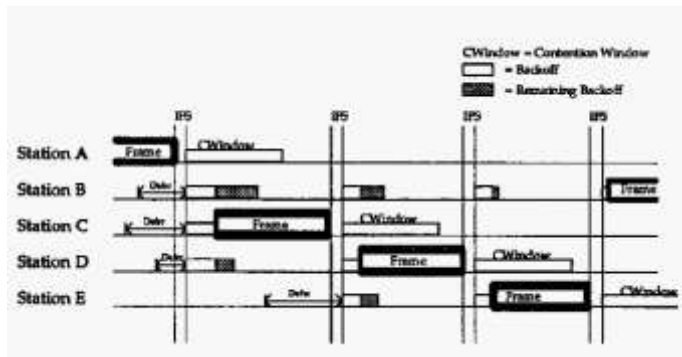 CWindow = Contention Window
= Backoff
= Remaining Backoff
IFS IFS IFS IFS
Station A Frame CWindow
Station B Defer Frame
Station C Defer Frame CWindow
Station D Defer Frame CWindow
Station E Defer Frame CWindow